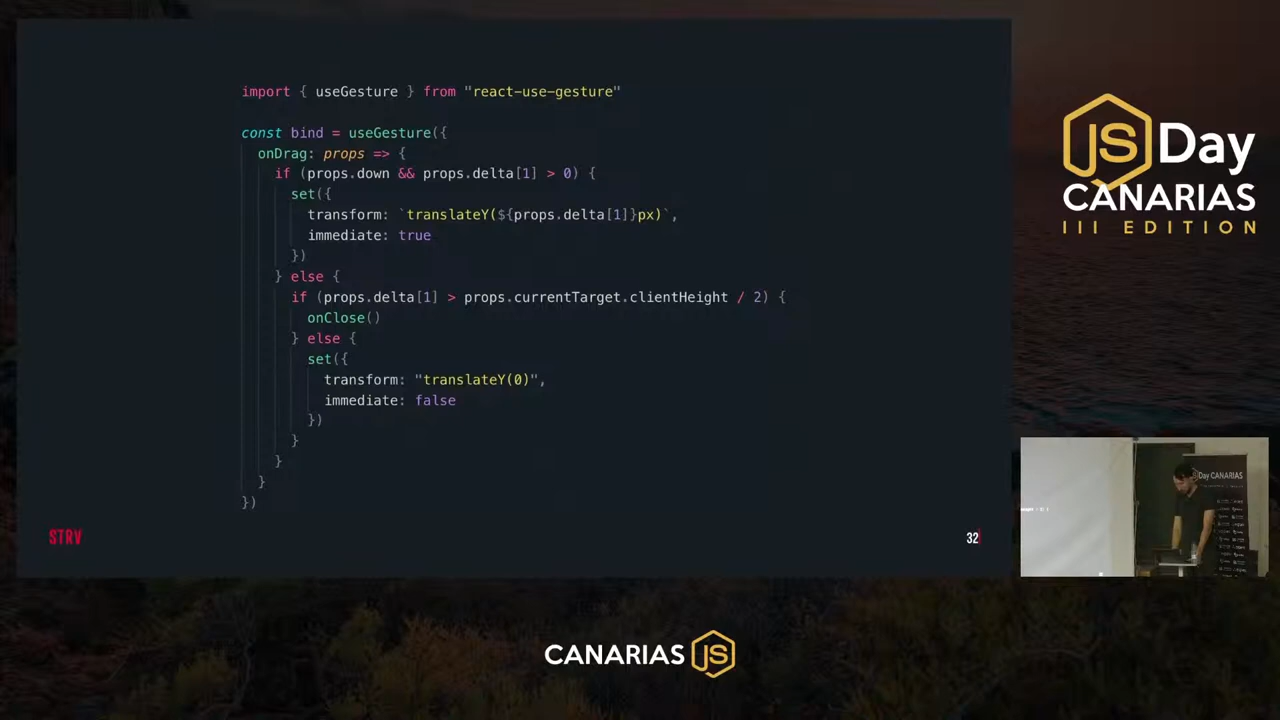 import { useGesture } from "react-use-gesture"
const bind = useGesture({
onDrag: props => {
if (props.down && props.delta[1] > 0) {
set({
transform: `translateY(${props.delta[1]}px)`,
immediate: true
})
} else {
if (props.delta[1] > props.currentTarget.clientHeight / 2) {
onClose()
} else {
set({
transform: "translateY(0)",
immediate: false
})
}
}
}
})
STRV
32
JS Day
CANARIAS
III EDITION
JSDay CANARIAS
CANARIAS JS